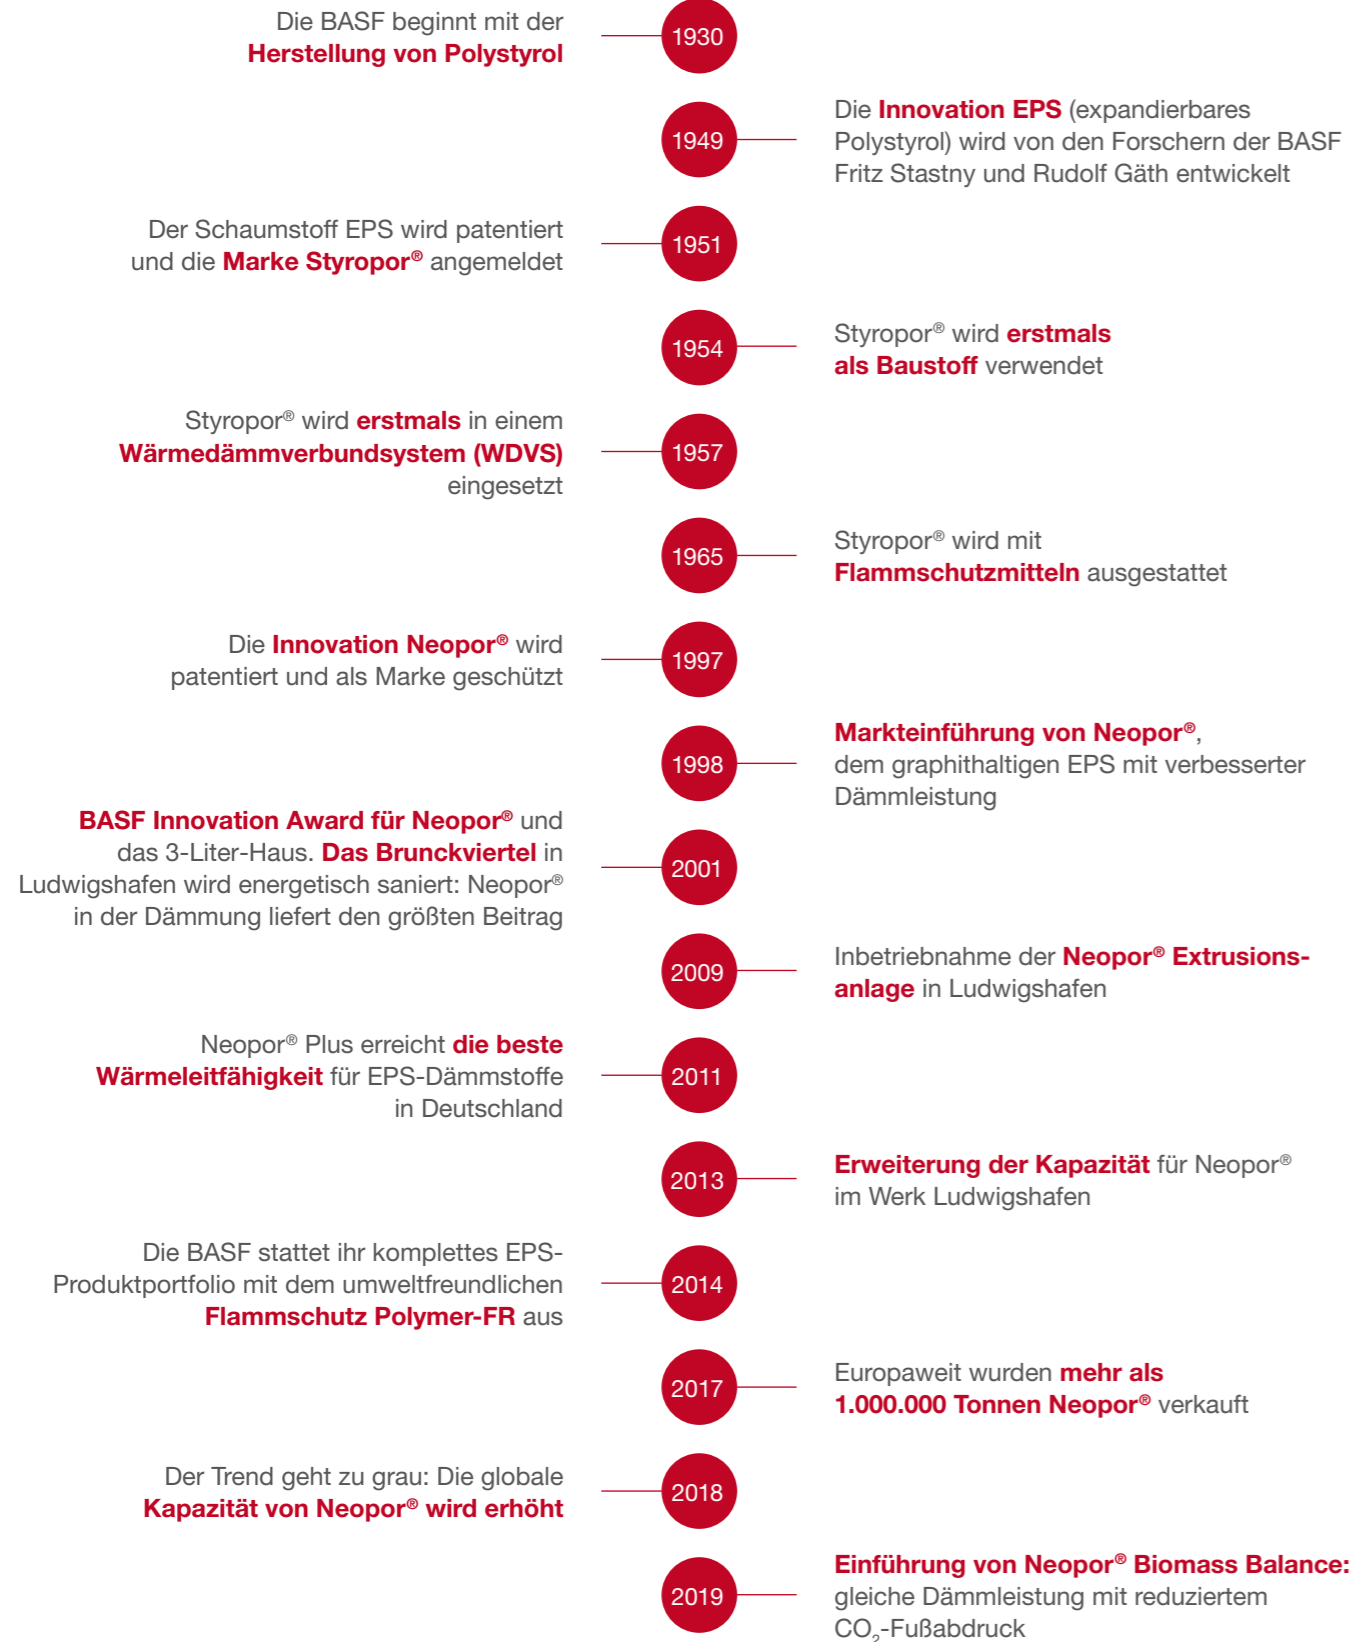 Die BASF beginnt mit der
Herstellung von Polystyrol
1930
1949
Die Innovation EPS (expandierbares
Polystyrol) wird von den Forschern der BASF
Fritz Stastny und Rudolf Gäth entwickelt
Der Schaumstoff EPS wird patentiert
und die Marke Styropor® angemeldet
1951
1954
Styropor® wird erstmals
als Baustoff verwendet
Styropor® wird erstmals in einem
Wärmedämmverbundsystem (WDVS)
eingesetzt
1957
1965
Styropor® wird mit
Flammschutzmitteln ausgestattet
Die Innovation Neopor® wird
patentiert und als Marke geschützt
1997
1998
Markteinführung von Neopor®,
dem graphithaltigen EPS mit verbesserter
Dämmleistung
BASF Innovation Award für Neopor® und
das 3-Liter-Haus. Das Brunckviertel in
Ludwigshafen wird energetisch saniert: Neopor®
in der Dämmung liefert den größten Beitrag
2001
2009
Inbetriebnahme der Neopor® Extrusions-
anlage in Ludwigshafen
Neopor® Plus erreicht die beste
Wärmeleitfähigkeit für EPS-Dämmstoffe
in Deutschland
2011
2013
Erweiterung der Kapazität für Neopor®
im Werk Ludwigshafen
Die BASF stattet ihr komplettes EPS-
Produktportfolio mit dem umweltfreundlichen
Flammschutz Polymer-FR aus
2014
2017
Europaweit wurden mehr als
1.000.000 Tonnen Neopor® verkauft
Der Trend geht zu grau: Die globale
Kapazität von Neopor® wird erhöht
2018
2019
Einführung von Neopor® Biomass Balance:
gleiche Dämmleistung mit reduziertem
CO₂-Fußabdruck